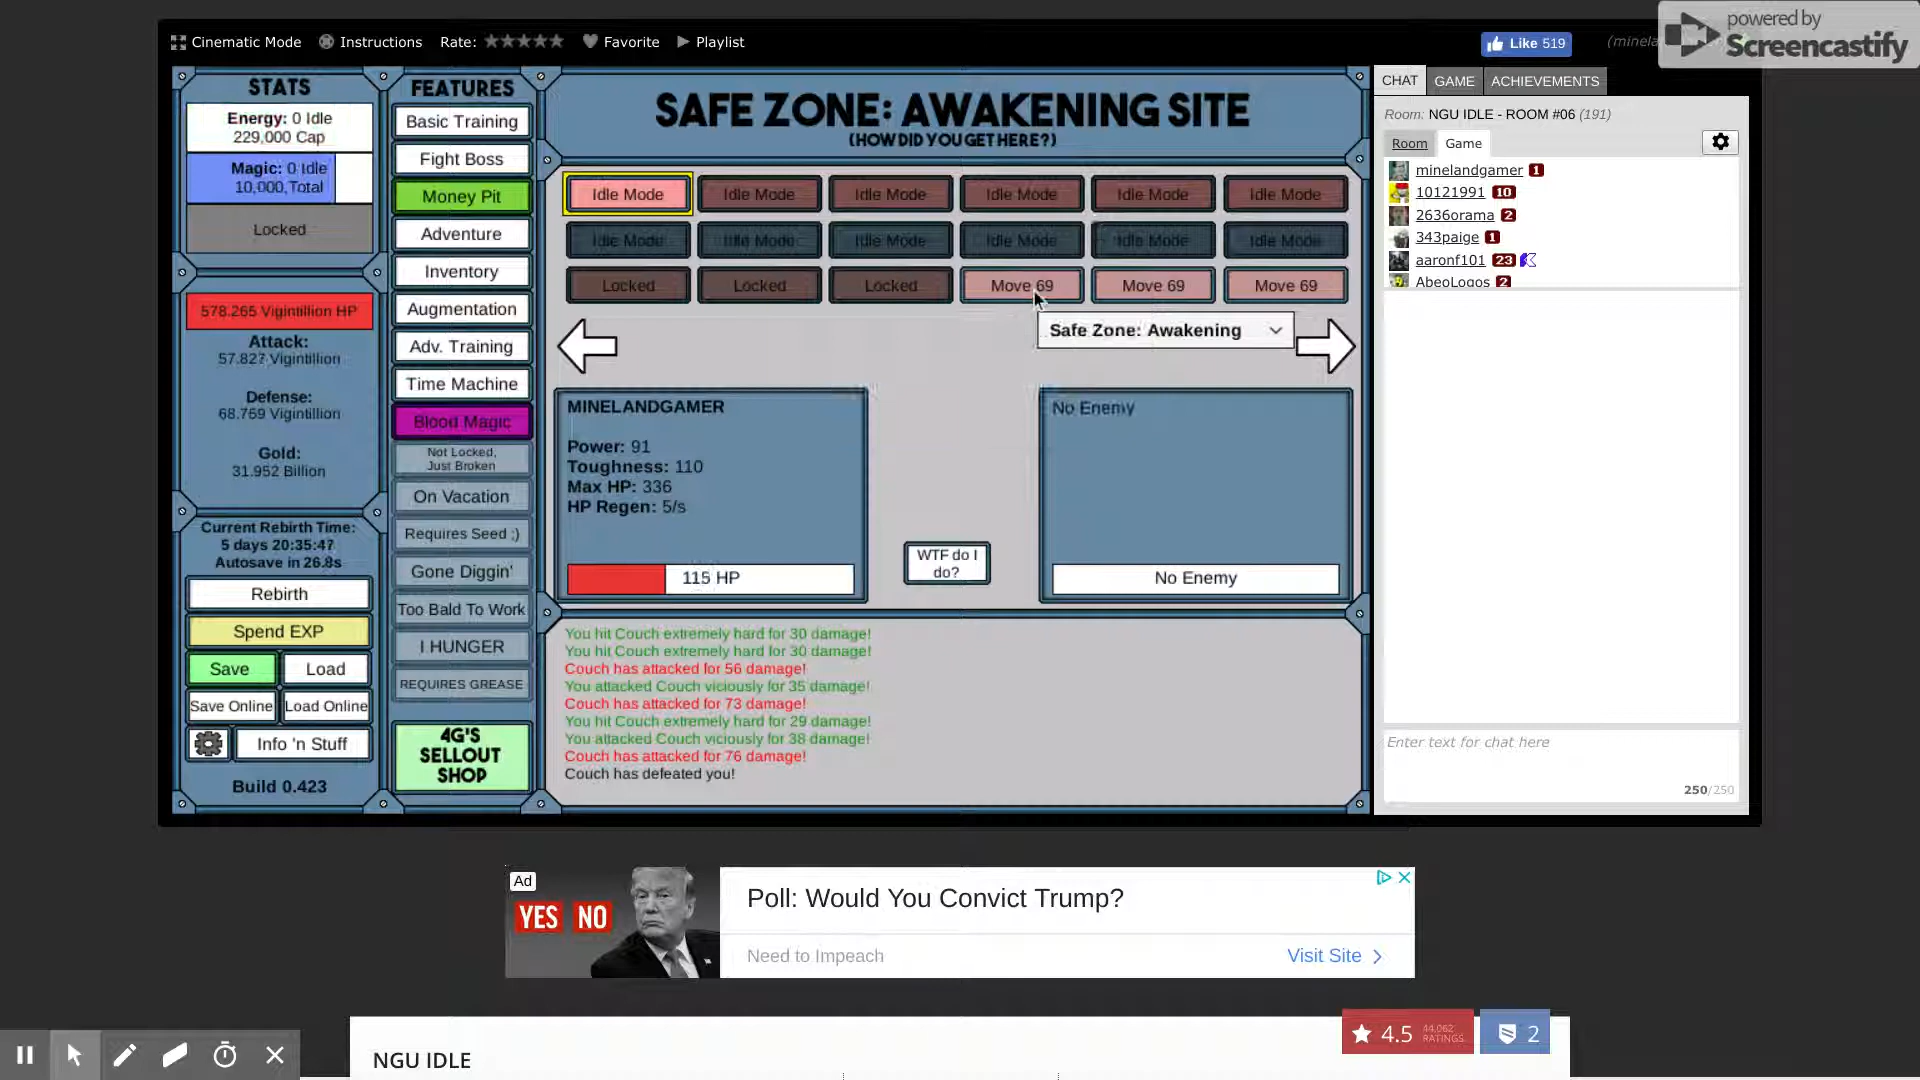 powered by
Screencastify
Cinematic Mode
Instructions
Rate:
Favorite
Playlist
Like 519
STATS
Energy: 0 Idle
229,000 Cap
Magic: 0 Idle
10,000 Total
Locked
578.265 Vigintillion HP
Attack:
57.827 Vigintillion
Defense:
68.769 Vigintillion
Gold:
31.952 Billion
Current Rebirth Time:
5 days 20:35:47
Autosave in 26.8s
Rebirth
Spend EXP
Save
Load
Save Online
Load Online
Info 'n Stuff
Build 0.423
FEATURES
Basic Training
Fight Boss
Money Pit
Adventure
Inventory
Augmentation
Adv. Training
Time Machine
Blood Magic
Not Locked,
Just Broken
On Vacation
Requires Seed ;)
Gone Diggin'
Too Bald To Work
I HUNGER
REQUIRES GREASE
4G'S
SELLOUT
SHOP
SAFE ZONE: AWAKENING SITE
(HOW DID YOU GET HERE?)
Idle Mode Idle Mode Idle Mode Idle Mode Idle Mode Idle Mode
Idle Mode Idle Mode Idle Mode Idle Mode Idle Mode Idle Mode
Locked Locked Locked Move 69 Move 69 Move 69
Safe Zone: Awakening
MINELANDGAMER
Power: 91
Toughness: 110
Max HP: 336
HP Regen: 5/s
115 HP
WTF do I
do?
No Enemy
No Enemy
You hit Couch extremely hard for 30 damage!
You hit Couch extremely hard for 30 damage!
Couch has attacked for 56 damage!
You attacked Couch viciously for 35 damage!
Couch has attacked for 73 damage!
You hit Couch extremely hard for 29 damage!
You attacked Couch viciously for 38 damage!
Couch has attacked for 76 damage!
Couch has defeated you!
CHAT
GAME
ACHIEVEMENTS
Room: NGU IDLE - ROOM #06 (191)
Room
Game
minelandgamer 1
10121991 10
2636orama 2
343paige 1
aaronf101 23
AbeoLogos 2
Enter text for chat here
250/250
Ad
YES NO
Poll: Would You Convict Trump?
Need to Impeach
Visit Site
4.5
44,062
RATINGS
2
NGU IDLE